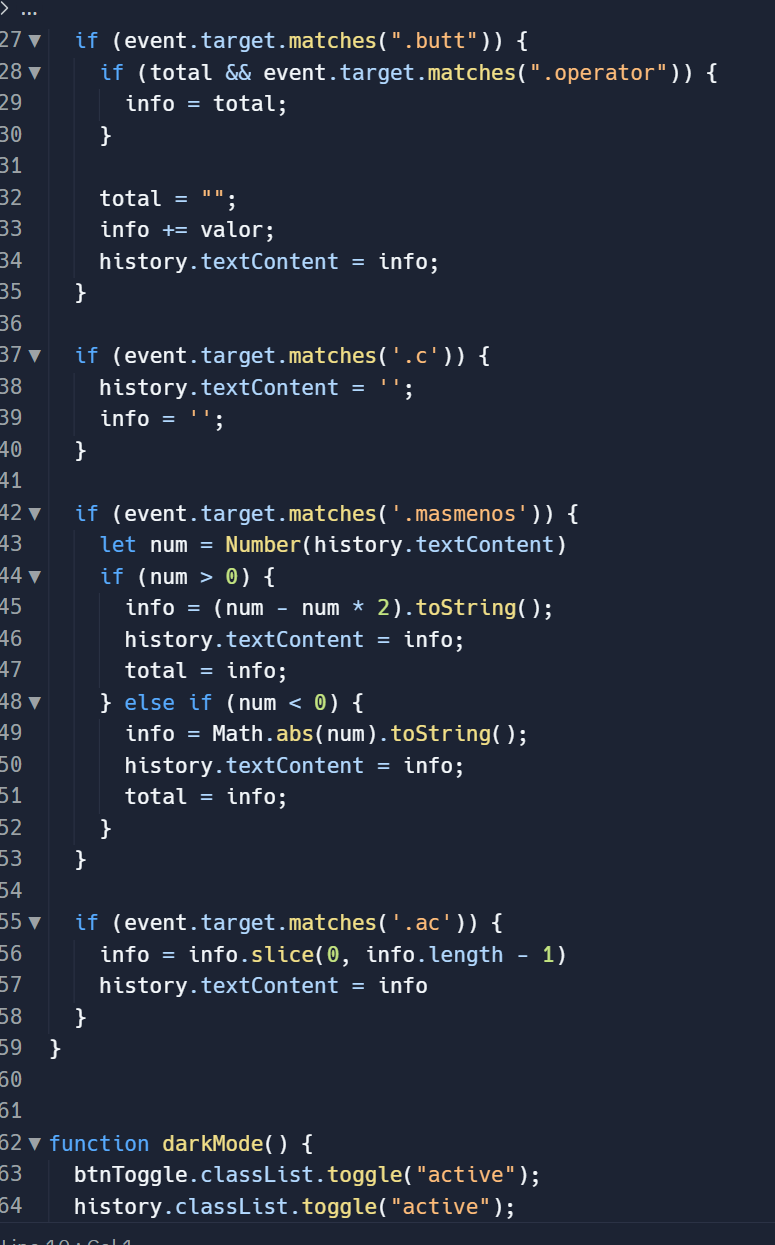 > ...
27 ▼ if (event.target.matches(".butt")) {
28 ▼ if (total && event.target.matches(".operator")) {
29 info = total;
30 }
31
32 total = "";
33 info += valor;
34 history.textContent = info;
35 }
36
37 ▼ if (event.target.matches('.c')) {
38 history.textContent = '';
39 info = '';
40 }
41
42 ▼ if (event.target.matches('.masmenos')) {
43 let num = Number(history.textContent)
44 ▼ if (num > 0) {
45 info = (num - num * 2).toString();
46 history.textContent = info;
47 total = info;
48 ▼ } else if (num < 0) {
49 info = Math.abs(num).toString();
50 history.textContent = info;
51 total = info;
52 }
53 }
54
55 ▼ if (event.target.matches('.ac')) {
56 info = info.slice(0, info.length - 1)
57 history.textContent = info
58 }
59 }
60
61
62 ▼ function darkMode() {
63 btnToggle.classList.toggle("active");
64 history.classList.toggle("active");